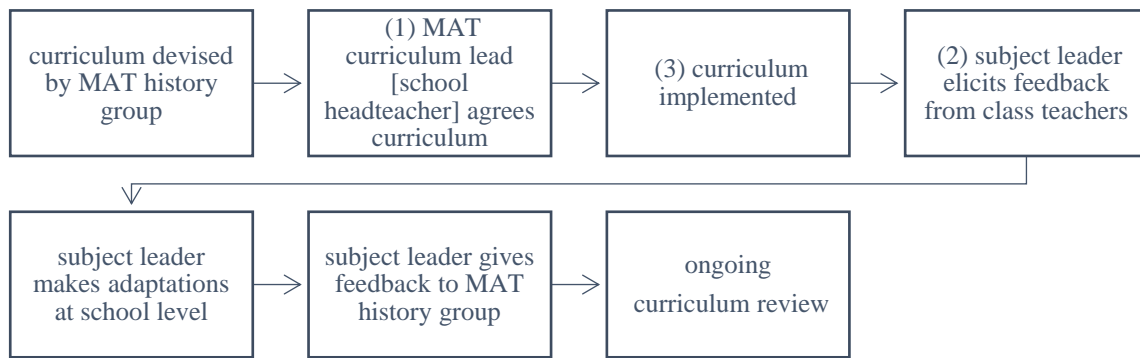 curriculum devised
by MAT history
group
(1) MAT
curriculum lead
[school
headteacher] agrees
curriculum
(3) curriculum
implemented
(2) subject leader
elicits feedback
from class teachers
subject leader
makes adaptations
at school level
subject leader gives
feedback to MAT
history group
ongoing
curriculum review